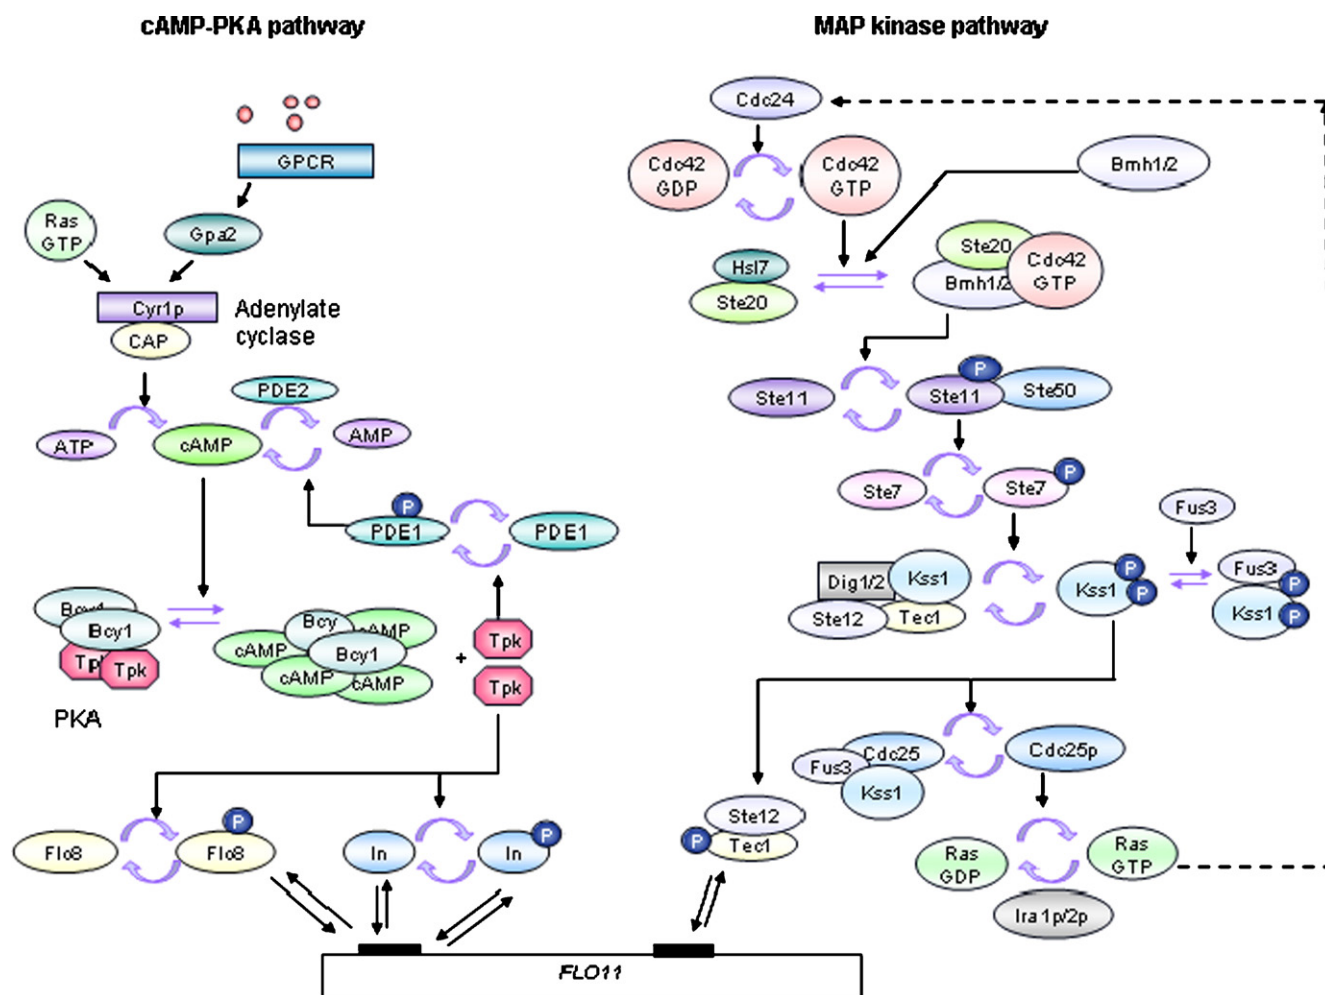 cAMP-PKA pathway
MAP kinase pathway
GPCR
Ras
GTP
Gpa2
Cyr1p
CAP
Adenylate
cyclase
PDE2
ATP
cAMP
AMP
P
PDE1
PDE1
Bcy1
Bcy1
Tpk
Tpk
PKA
Bcy
cAMP
cAMP
Bcy1
cAMP
cAMP
+
Tpk
Tpk
Flo8
P
Flo8
In
P
In
Cdc24
Cdc42
GDP
Cdc42
GTP
Bmh1/2
Hsl7
Ste20
Ste20
Bmh1/2
Cdc42
GTP
Ste11
P
Ste11
Ste50
Ste7
P
Ste7
Fus3
Dig1/2
Kss1
Ste12
Tec1
P
P
Kss1
Fus3
P
Kss1
P
Cdc25
Fus3
Kss1
Cdc25p
Ste12
P
Tec1
Ras
GDP
Ras
GTP
Ira1p/2p
FLO11